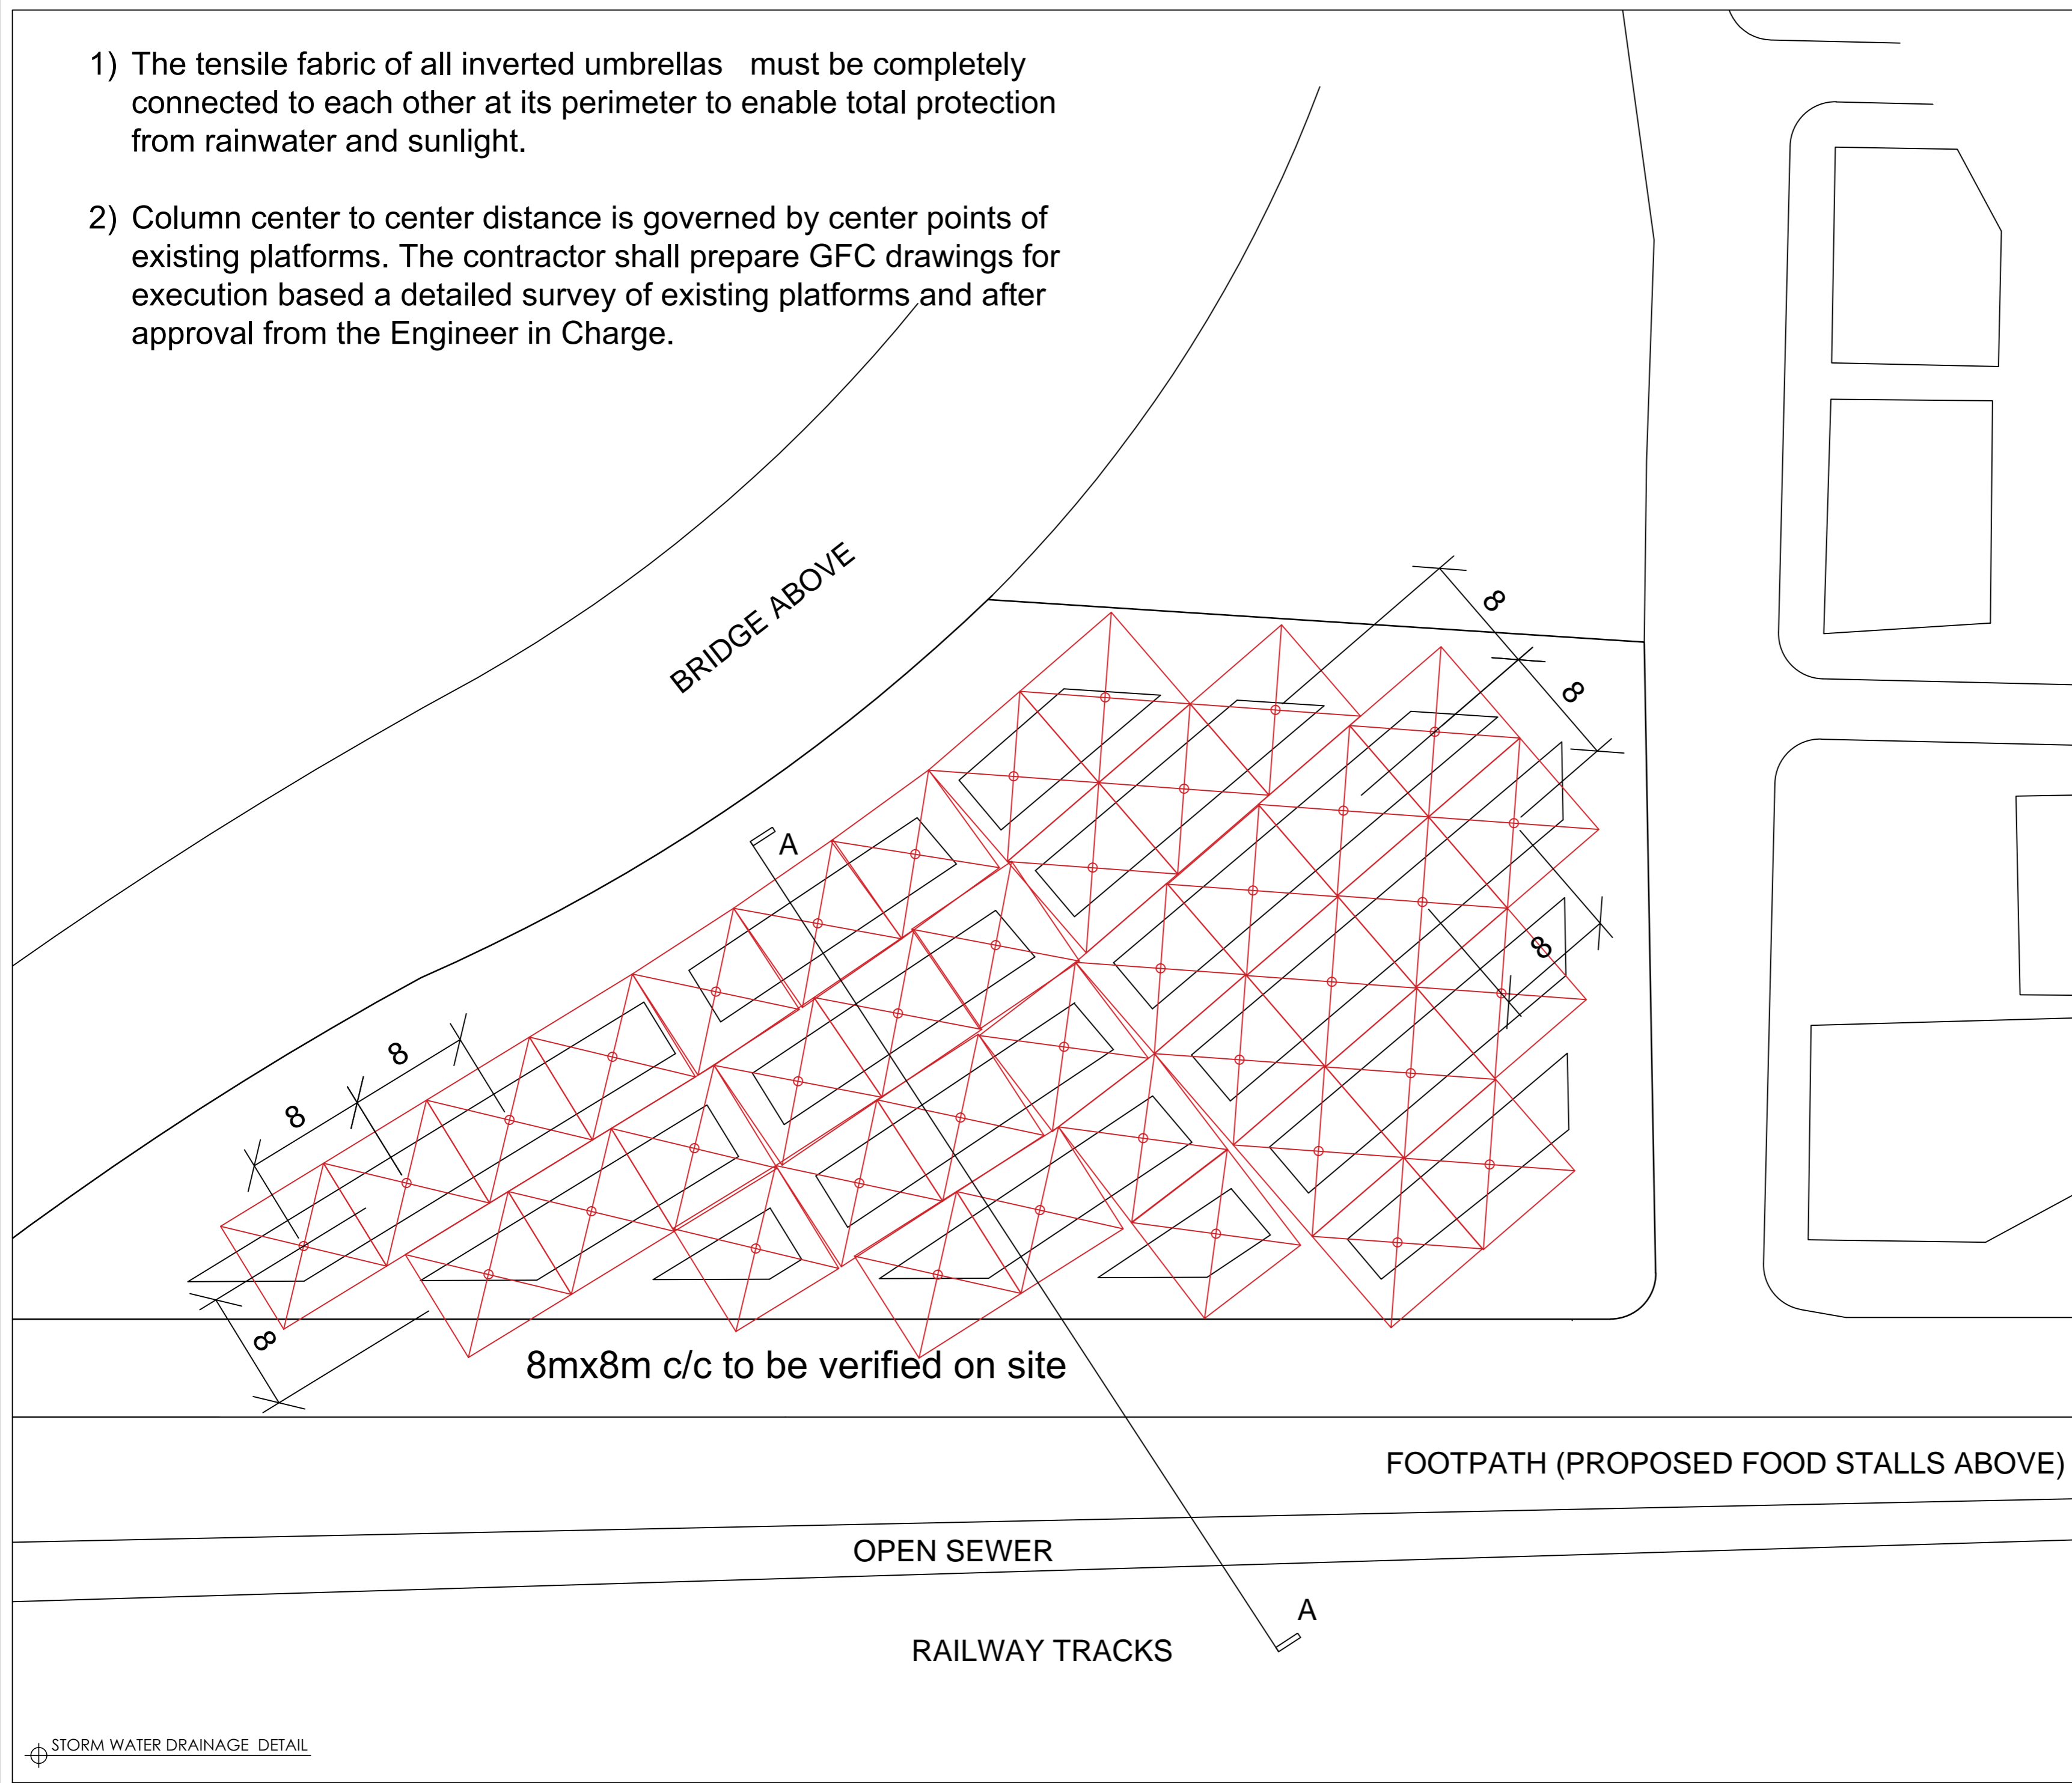 1) The tensile fabric of all inverted umbrellas   must be completely
connected to each other at its perimeter to enable total protection
from rainwater and sunlight.
2) Column center to center distance is governed by center points of
existing platforms. The contractor shall prepare GFC drawings for
execution based a detailed survey of existing platforms and after
approval from the Engineer in Charge.
BRIDGE ABOVE
8
8
A
8
8
8
8
8mx8m c/c to be verified on site
FOOTPATH (PROPOSED FOOD STALLS ABOVE)
OPEN SEWER
A
RAILWAY TRACKS
STORM WATER DRAINAGE DETAIL